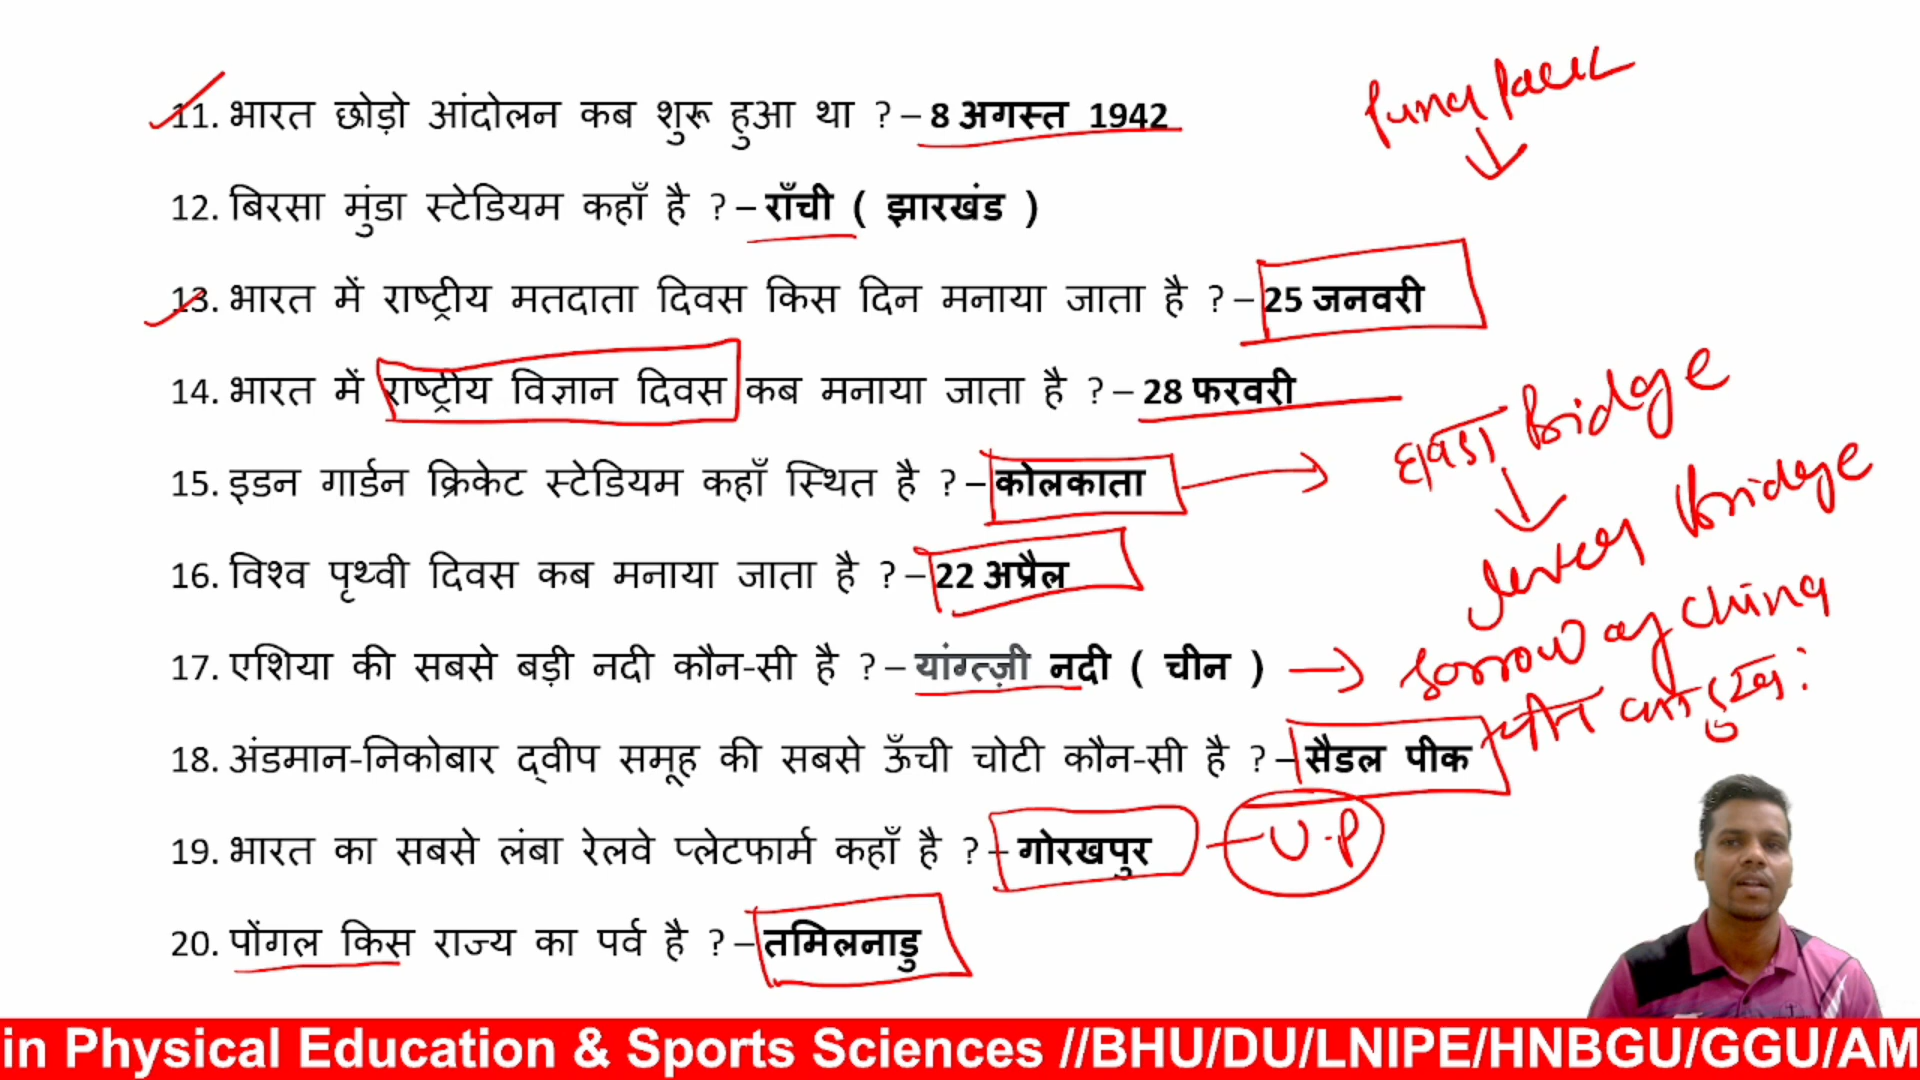 11. भारत छोड़ो आंदोलन कब शुरू हुआ था ? – 8 अगस्त 1942
12. बिरसा मुंडा स्टेडियम कहाँ है ? – राँची ( झारखंड )
13. भारत में राष्ट्रीय मतदाता दिवस किस दिन मनाया जाता है ? – 25 जनवरी
14. भारत में राष्ट्रीय विज्ञान दिवस कब मनाया जाता है ? – 28 फरवरी
Bridge
15. इडन गार्डन क्रिकेट स्टेडियम कहाँ स्थित है ? – कोलकाता
Bridge
16. विश्व पृथ्वी दिवस कब मनाया जाता है ? – 22 अप्रैल
17. एशिया की सबसे बड़ी नदी कौन-सी है ? – यांग्त्ज़ी नदी ( चीन )
Sorrow of China
18. अंडमान-निकोबार द्वीप समूह की सबसे ऊँची चोटी कौन-सी है ? – सैडल पीक
19. भारत का सबसे लंबा रेलवे प्लेटफार्म कहाँ है ? – गोरखपुर – U.P
20. पोंगल किस राज्य का पर्व है ? – तमिलनाडु
in Physical Education & Sports Sciences //BHU/DU/LNIPE/HNBGU/GGU/AM